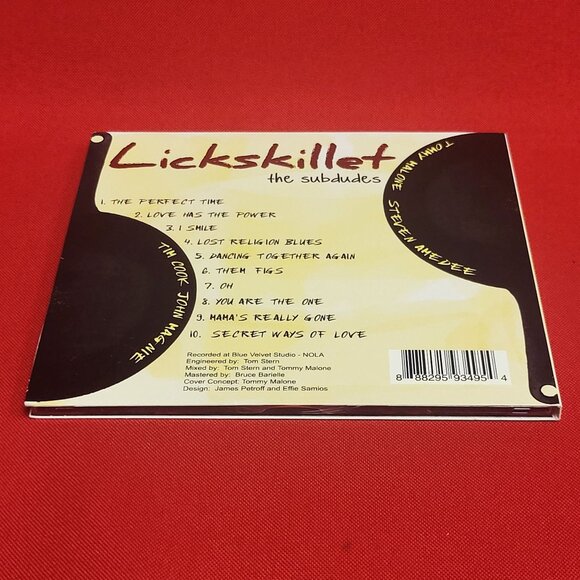 Lickskillet
the subdudes
TOMMY MALONE STEVEN AMEDEE
1. THE PERFECT TIME
2. LOVE HAS THE POWER
3. I SMILE
4. LOST RELIGION BLUES
5. DANCING TOGETHER AGAIN
6. THEM FIGS
7. OH
8. YOU ARE THE ONE
9. MAMA'S REALLY GONE
10. SECRET WAYS OF LOVE
TIM COOK JOHN MAGNIE
Recorded at Blue Velvet Studio - NOLA
Engineered by: Tom Stern
Mixed by: Tom Stern and Tommy Malone
Mastered by: Bruce Barielle
Cover Concept: Tommy Malone
Design: James Petroff and Effie Samios
8 88295 93495 4